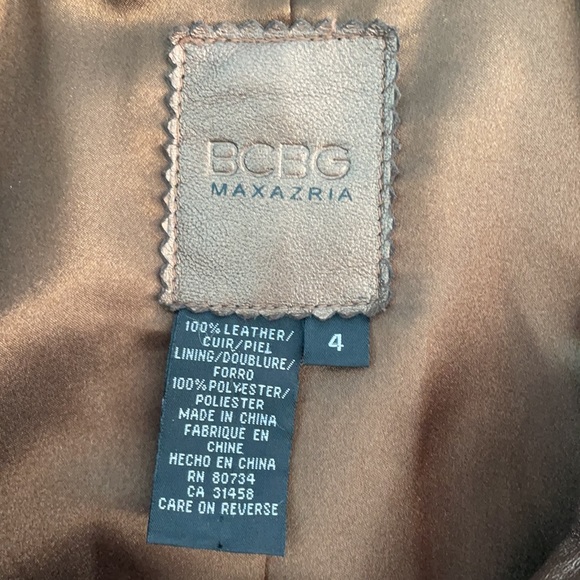 BCBG
MAXAZRIA
100% LEATHER/
CUIR/PIEL
LINING/DOUBLURE/
FORRO
100% POLYESTER/
POLIESTER
MADE IN CHINA
FABRIQUE EN
CHINE
HECHO EN CHINA
RN 80734
CA 31458
CARE ON REVERSE
4